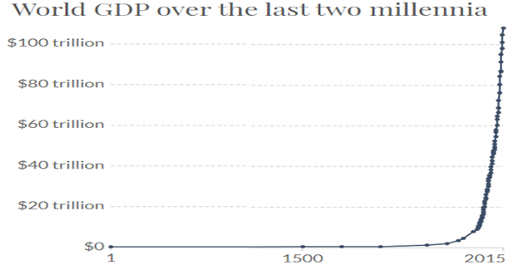 World GDP over the last two millennia
$100 trillion
$80 trillion
$60 trillion
$40 trillion
$20 trillion
$0
1 1500 2015